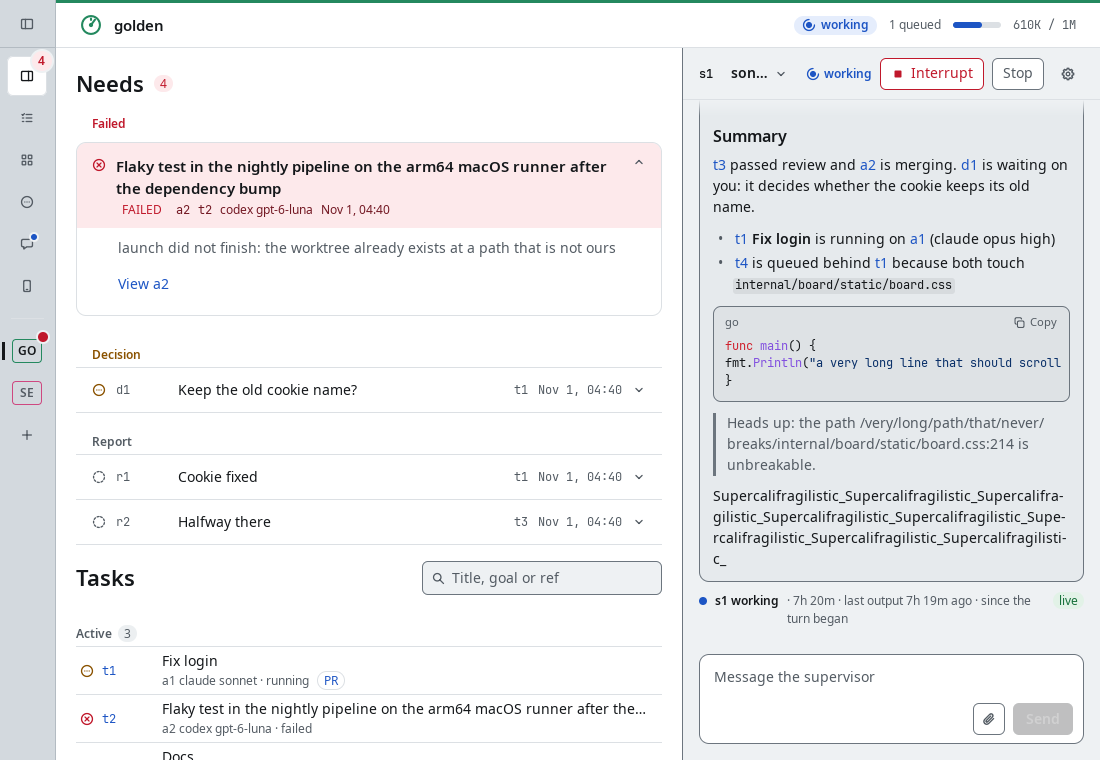 golden
working
1 queued
610K / 1M
4
GO
SE
Needs 4
Failed
Flaky test in the nightly pipeline on the arm64 macOS runner after
the dependency bump
FAILED a2 t2 codex gpt-6-luna Nov 1, 04:40
launch did not finish: the worktree already exists at a path that is not ours
View a2
Decision
d1 Keep the old cookie name? t1 Nov 1, 04:40
Report
r1 Cookie fixed t1 Nov 1, 04:40
r2 Halfway there t3 Nov 1, 04:40
Tasks
Title, goal or ref
Active 3
t1 Fix login
a1 claude sonnet · running PR
t2 Flaky test in the nightly pipeline on the arm64 macOS runner after the...
a2 codex gpt-6-luna · failed
Docs
s1 son... working Interrupt Stop
Summary
t3 passed review and a2 is merging. d1 is waiting on
you: it decides whether the cookie keeps its old
name.
• t1 Fix login is running on a1 (claude opus high)
• t4 is queued behind t1 because both touch
internal/board/static/board.css
go Copy
func main() {
fmt.Println("a very long line that should scroll
}
Heads up: the path /very/long/path/that/never/
breaks/internal/board/static/board.css:214 is
unbreakable.
Supercalifragilistic_Supercalifragilistic_Supercalifra-
gilistic_Supercalifragilistic_Supercalifragilistic_Supe-
rcalifragilistic_Supercalifragilistic_Supercalifragilisti-
c_
s1 working · 7h 20m · last output 7h 19m ago · since the
turn began
live
Message the supervisor
Send